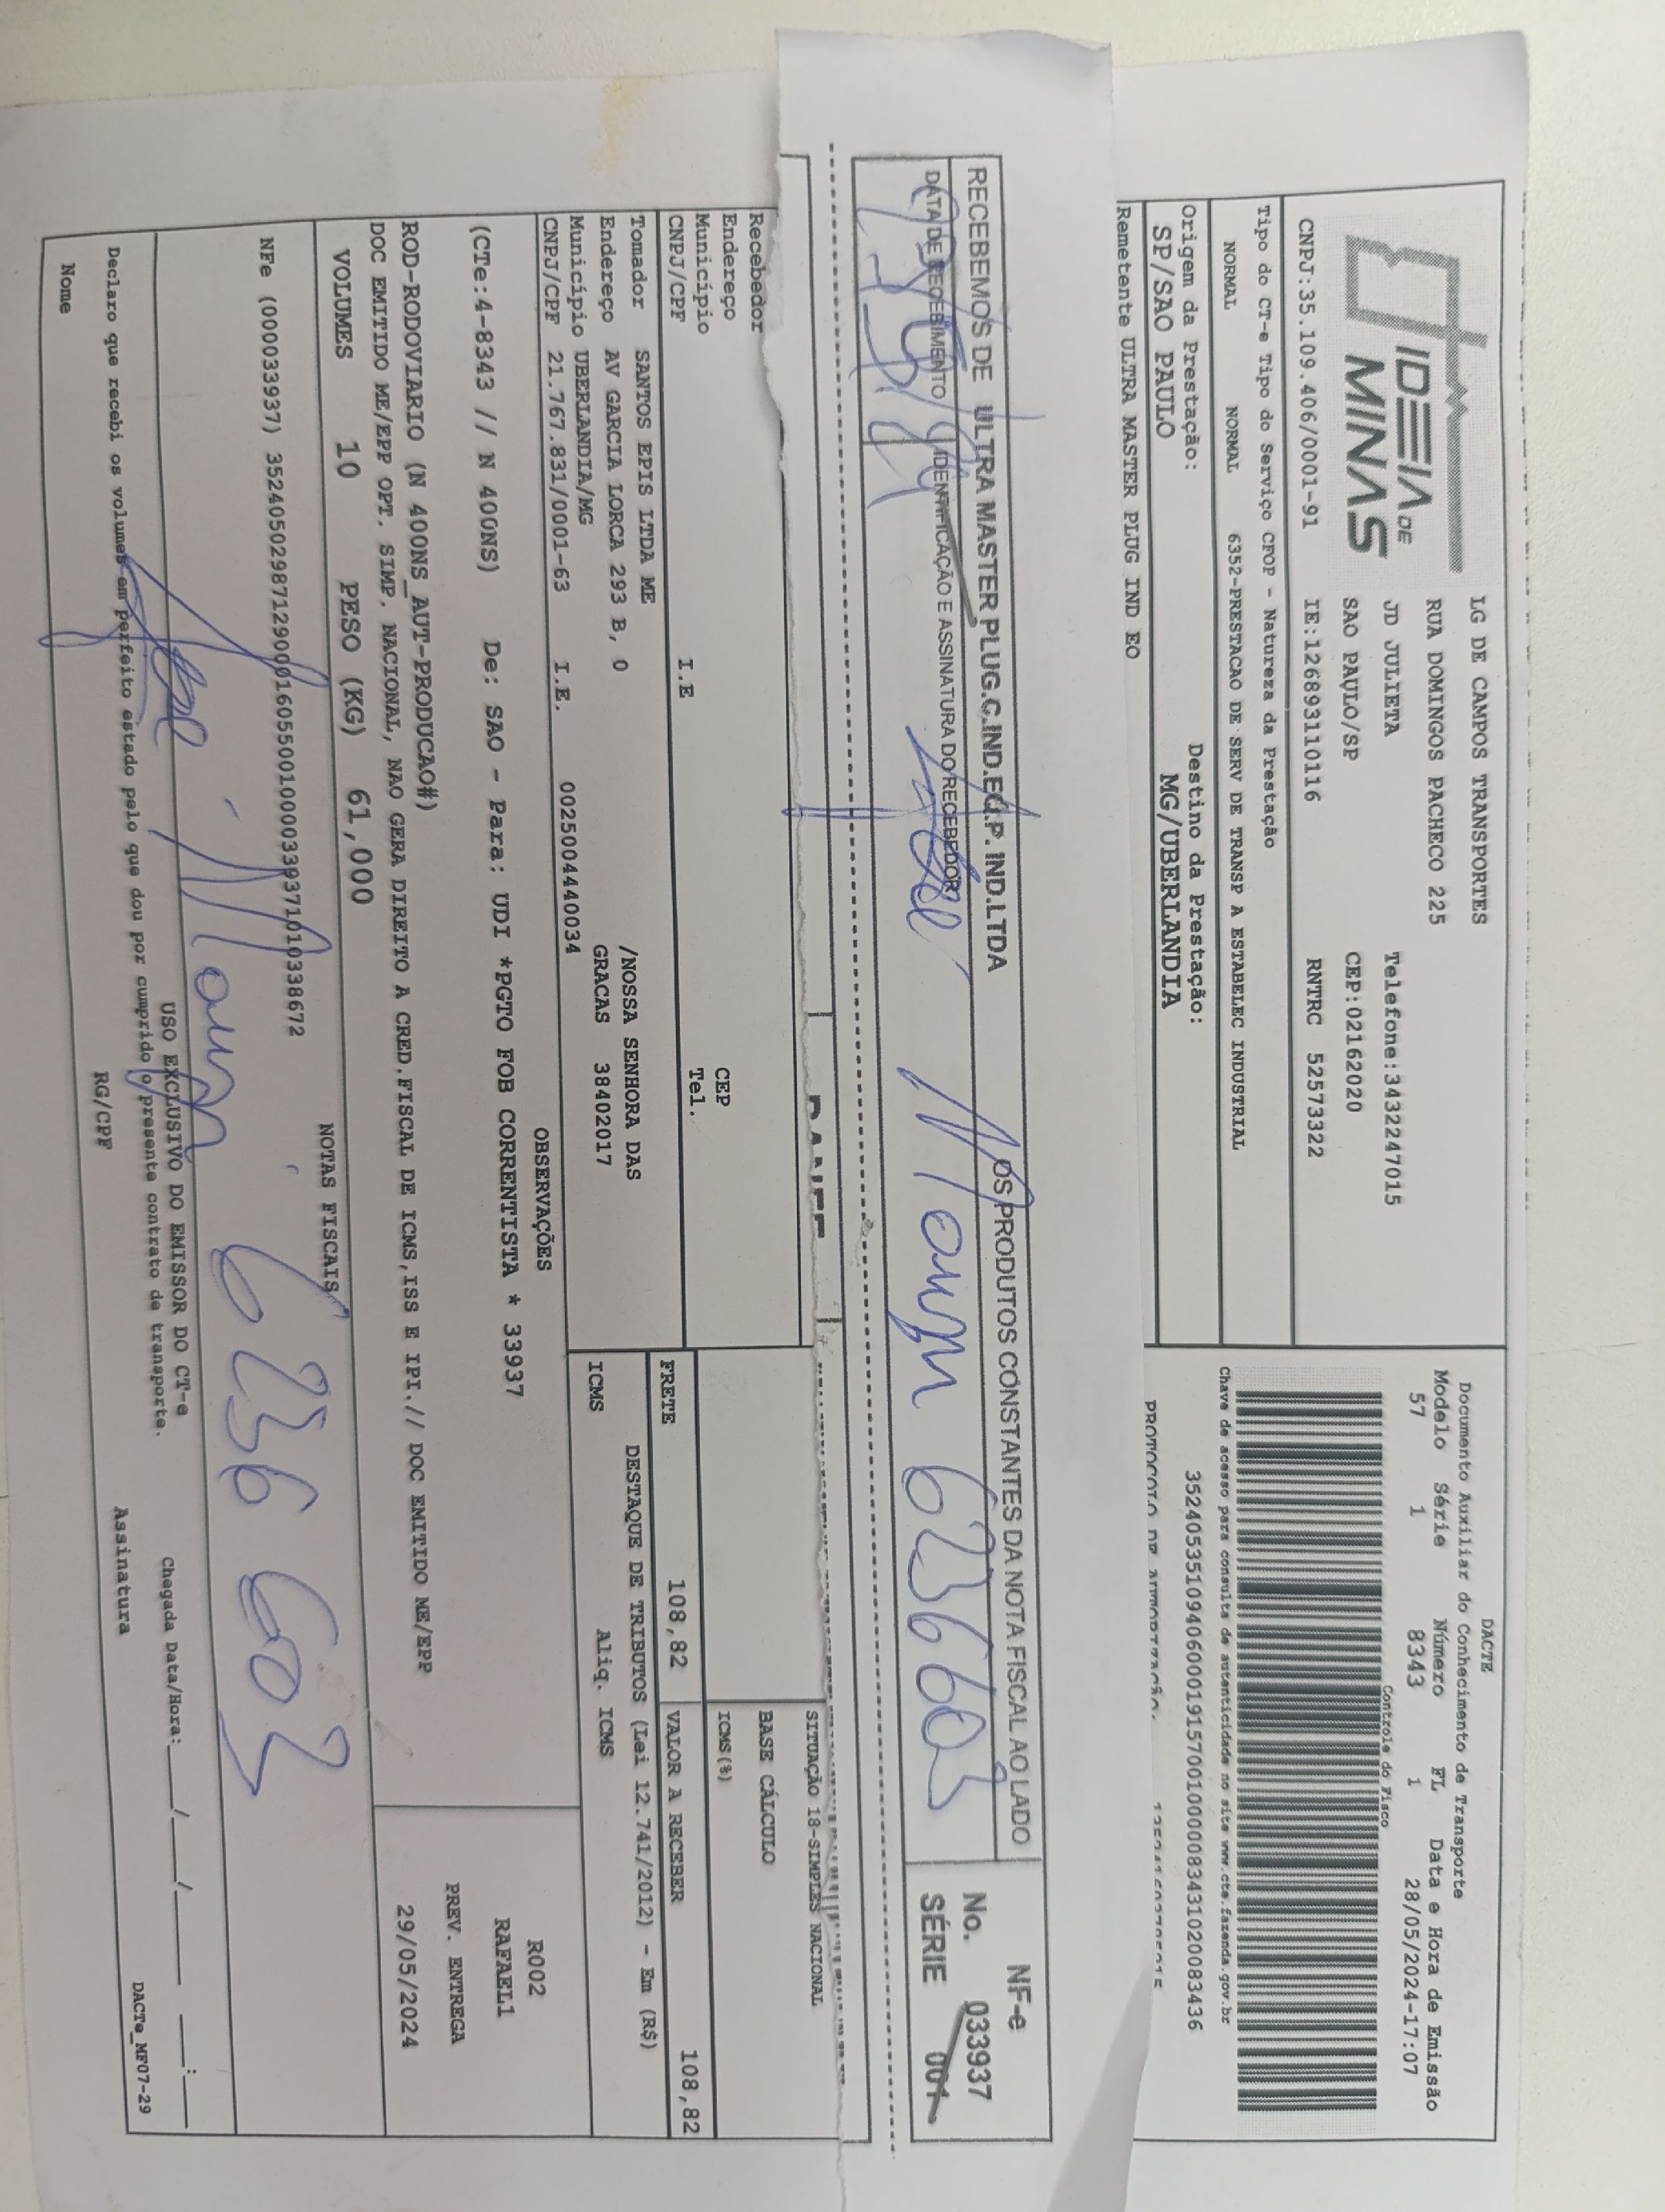 IDEIA DE
MINAS
LG DE CAMPOS TRANSPORTES
RUA DOMINGOS PACHECO 225
JD JULIETA Telefone:3432247015
SAO PAULO/SP CEP:02162020
CNPJ:35.109.406/0001-91 IE:126893110116 RNTRC 52573322
Tipo do CT-e Tipo do Serviço CFOP - Natureza da Prestação
NORMAL NORMAL 6352-PRESTACAO DE SERV DE TRANSP A ESTABELEC INDUSTRIAL
Origem da Prestação: Destino da Prestação:
SP/SAO PAULO MG/UBERLANDIA
Remetente ULTRA MASTER PLUG IND EO
DACTE
Documento Auxiliar do Conhecimento de Transporte
Modelo Série Número FL Data e Hora de Emissão
57 1 8343 1 28/05/2024-17:07
Controle do Fisco
Chave de acesso para consulta de autenticidade no site www.cte.fazenda.gov.br
35240535109406000191570010000083431020083436
PROTOCOLO DE AUTORIZAÇÃO:
RECEBEMOS DE ULTRA MASTER PLUG.C.IND.EQ.P. IND.LTDA OS PRODUTOS CONSTANTES DA NOTA FISCAL AO LADO
DATA DE RECEBIMENTO IDENTIFICAÇÃO E ASSINATURA DO RECEBEDOR
6236603
NF-e
No. 033937
SÉRIE 001
DANFE
Recebedor
Endereço CEP
Município Tel.
CNPJ/CPF I.E
Tomador SANTOS EPIS LTDA ME
Endereço AV GARCIA LORCA 293 B, 0 /NOSSA SENHORA DAS
Município UBERLANDIA/MG GRACAS 38402017
CNPJ/CPF 21.767.831/0001-63 I.E. 0025004440034
SITUAÇÃO 18-SIMPLES NACIONAL
BASE CÁLCULO
ICMS(%)
FRETE 108,82 VALOR A RECEBER 108,82
DESTAQUE DE TRIBUTOS (Lei 12.741/2012) - Em (R$)
ICMS Aliq. ICMS
OBSERVAÇÕES
(CTe:4-8343 // N 400NS) De: SAO - Para: UDI *PGTO FOB CORRENTISTA * 33937
ROD-RODOVIARIO (N 400NS_AUT-PRODUCAO#)
DOC EMITIDO ME/EPP OPT. SIMP. NACIONAL, NAO GERA DIREITO A CRED.FISCAL DE ICMS,ISS E IPI.// DOC EMITIDO ME/EPP
R002
RAFAEL1
PREV. ENTREGA
29/05/2024
VOLUMES 10 PESO (KG) 61,000
NOTAS FISCAIS
NFe (000033937) 35240502987129000160550010000339371010338672
6236603
USO EXCLUSIVO DO EMISSOR DO CT-e
Declaro que recebi os volumes em perfeito estado pelo que dou por cumprido o presente contrato de transporte.
Chegada Data/Hora:___/___/_____ ___:___
Nome RG/CPF Assinatura
DACTe_MF07-29